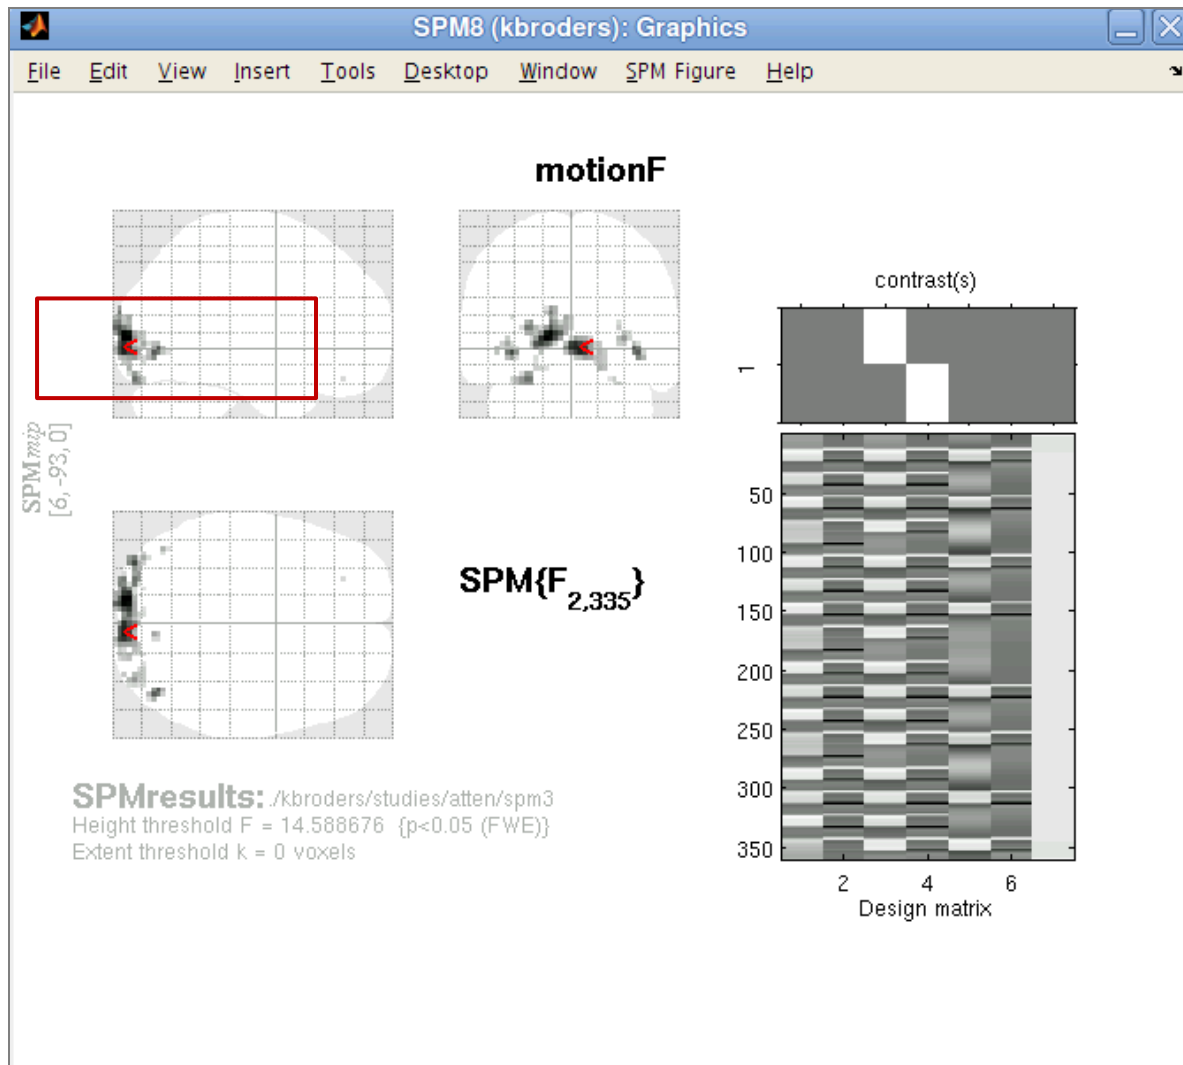 SPM8 (kbroders): Graphics
File Edit View Insert Tools Desktop Window SPM Figure Help
motionF
SPMmip
[6, -93, 0]
SPM{F2,335}
contrast(s)
1
50
100
150
200
250
300
350
2 4 6
Design matrix
SPMresults: ./kbroders/studies/atten/spm3
Height threshold F = 14.588676 {p<0.05 (FWE)}
Extent threshold k = 0 voxels